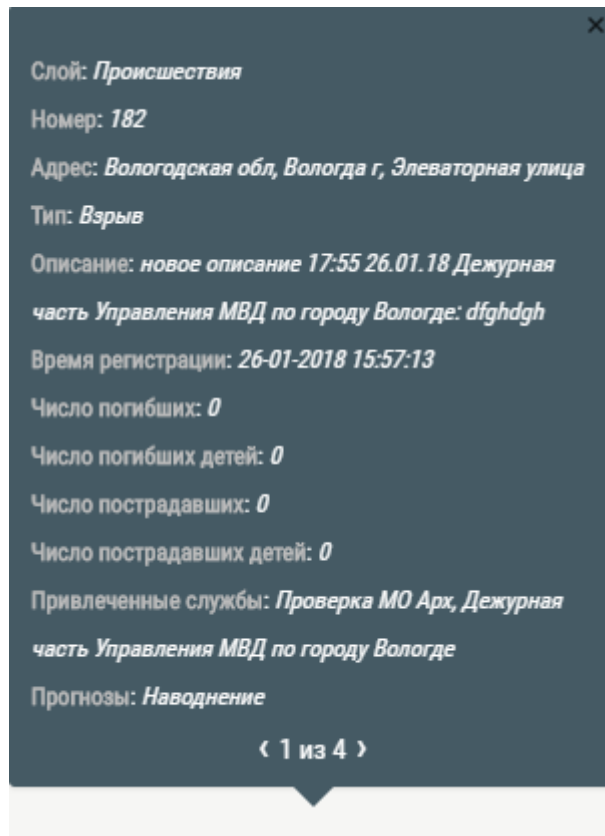 Слой: Происшествия
Номер: 182
Адрес: Вологодская обл, Вологда г, Элеваторная улица
Тип: Взрыв
Описание: новое описание 17:55 26.01.18 Дежурная
часть Управления МВД по городу Вологде: dfghdgh
Время регистрации: 26-01-2018 15:57:13
Число погибших: 0
Число погибших детей: 0
Число пострадавших: 0
Число пострадавших детей: 0
Привлеченные службы: Проверка МО Арх, Дежурная
часть Управления МВД по городу Вологде
Прогнозы: Наводнение
‹ 1 из 4 ›